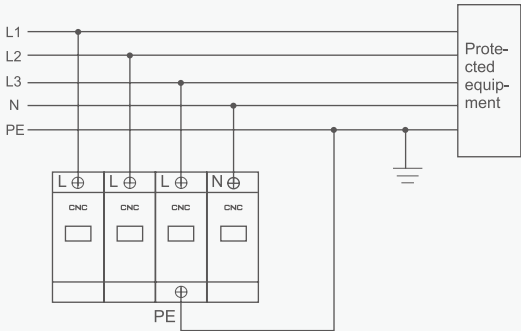 L1
L2
L3
N
PE
Prote-
cted
equip-
ment
L L L N
CNC CNC CNC CNC
PE